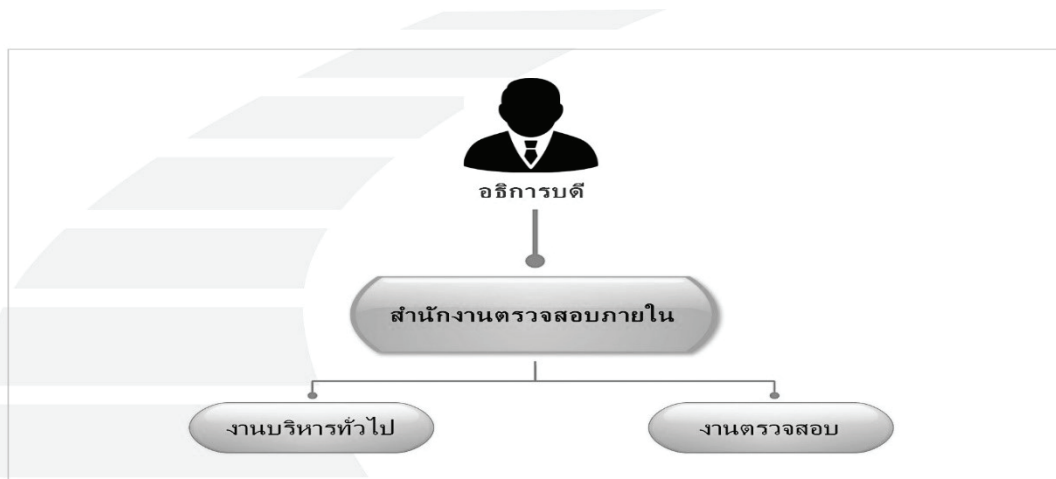 อธิการบดี
สำนักงานตรวจสอบภายใน
งานบริหารทั่วไป
งานตรวจสอบ